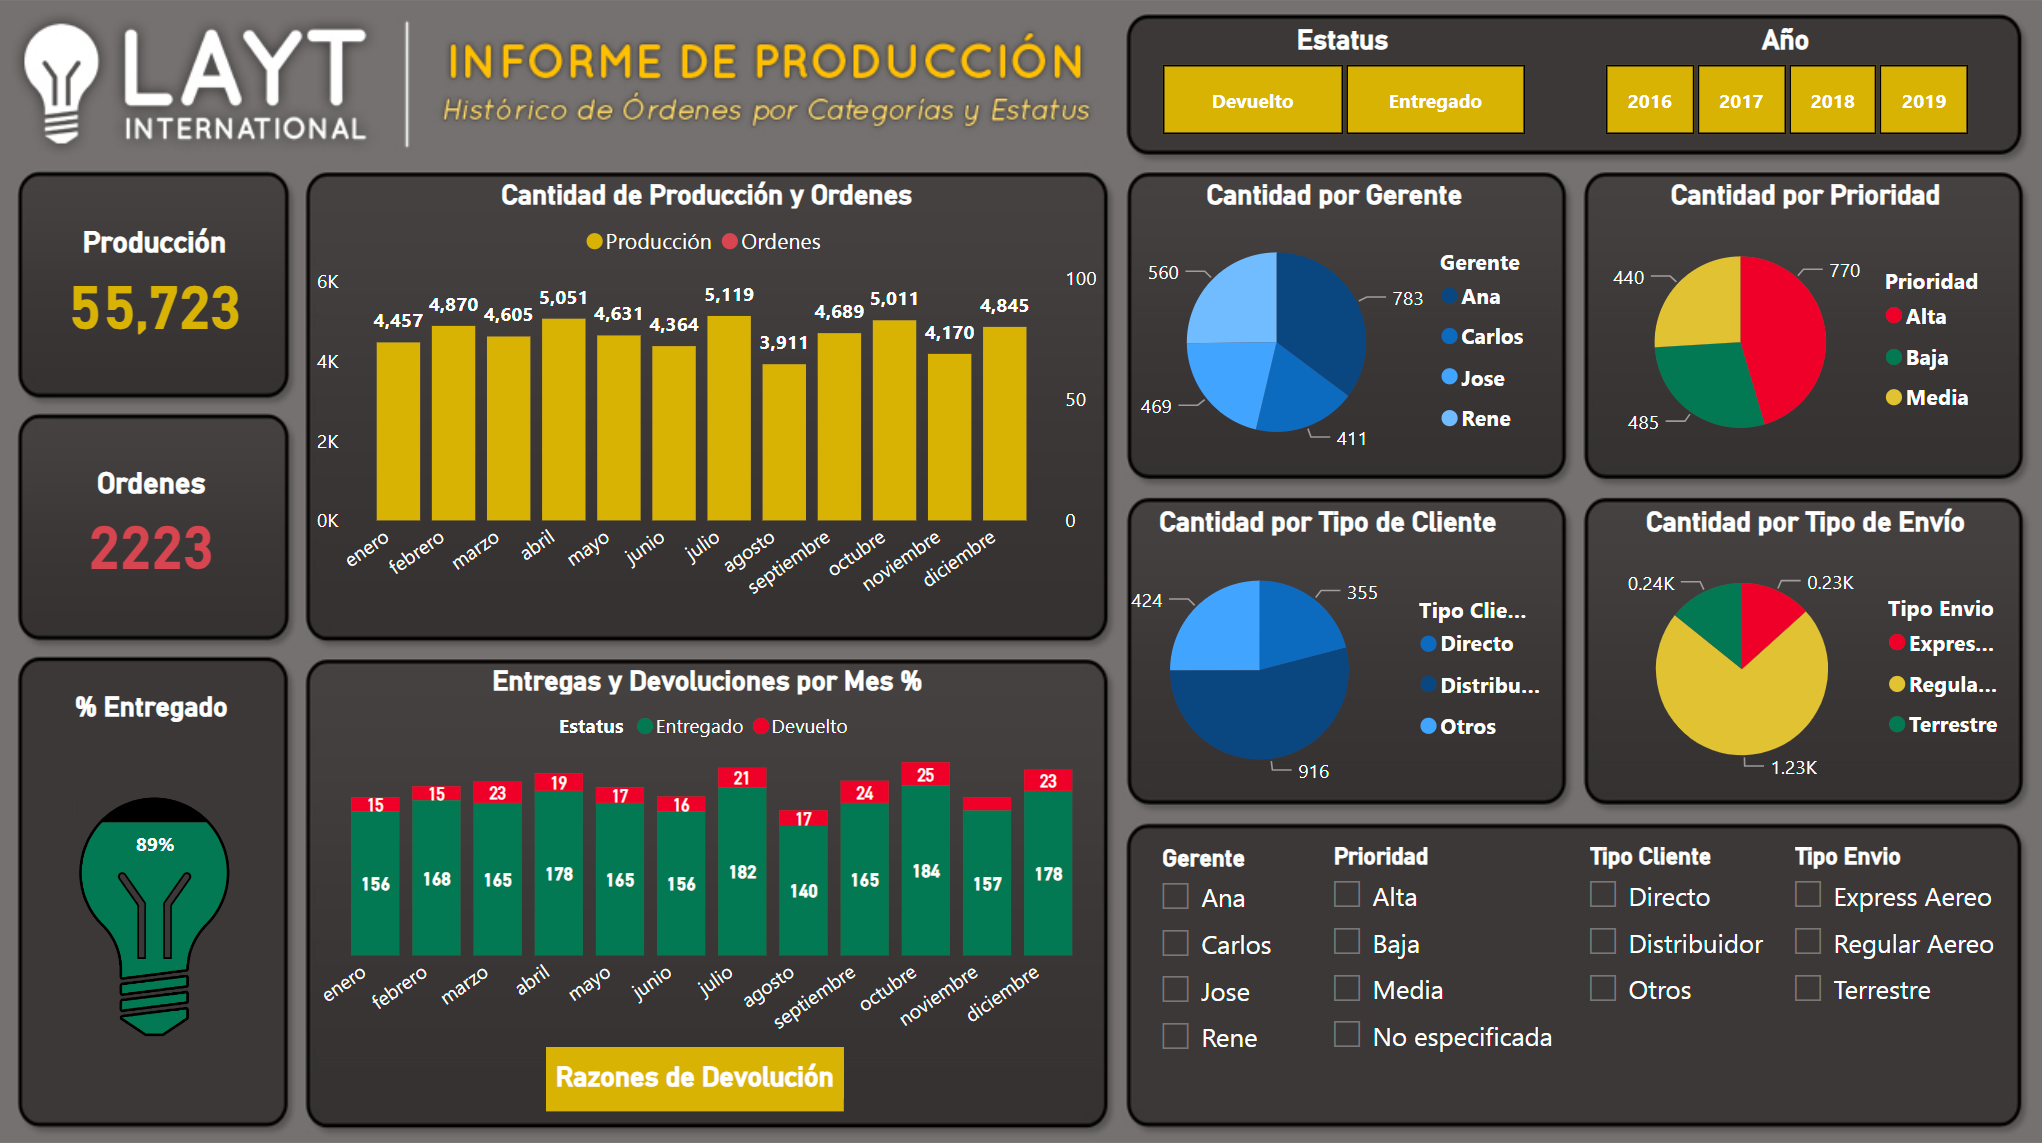 LAYT
INTERNATIONAL
INFORME DE PRODUCCIÓN
Histórico de Órdenes por Categorías y Estatus
Estatus
Devuelto
Entregado
Año
2016
2017
2018
2019
Producción
55,723
Ordenes
2223
% Entregado
89%
Cantidad de Producción y Ordenes
Producción
Ordenes
6K
4K
2K
0K
100
50
0
4,457
4,870
4,605
5,051
4,631
4,364
5,119
3,911
4,689
5,011
4,170
4,845
enero
febrero
marzo
abril
mayo
junio
julio
agosto
septiembre
octubre
noviembre
diciembre
Entregas y Devoluciones por Mes %
Estatus
Entregado
Devuelto
15
15
23
19
17
16
21
17
24
25
23
156
168
165
178
165
156
182
140
165
184
157
178
enero
febrero
marzo
abril
mayo
junio
julio
agosto
septiembre
octubre
noviembre
diciembre
Razones de Devolución
Cantidad por Gerente
560
783
469
411
Gerente
Ana
Carlos
Jose
Rene
Cantidad por Prioridad
440
770
485
Prioridad
Alta
Baja
Media
Cantidad por Tipo de Cliente
424
355
916
Tipo Clie...
Directo
Distribu...
Otros
Cantidad por Tipo de Envío
0.24K
0.23K
1.23K
Tipo Envio
Expres...
Regula...
Terrestre
Gerente
Ana
Carlos
Jose
Rene
Prioridad
Alta
Baja
Media
No especificada
Tipo Cliente
Directo
Distribuidor
Otros
Tipo Envio
Express Aereo
Regular Aereo
Terrestre